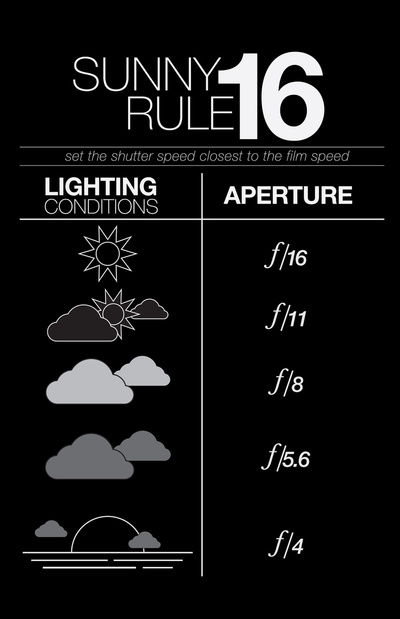 SUNNY 16
RULE
set the shutter speed closest to the film speed
LIGHTING
CONDITIONS
APERTURE
f/16
f/11
f/8
f/5.6
f/4